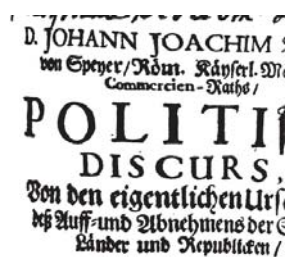 D. JOHANN JOACHIM
von Speyer/Röm. Käyserl.
Commercien-Raths/
POLITI
DISCURS,
Von den eigentlichen Urs
deß Auff-und Abnehmens der
Länder und Republicken/